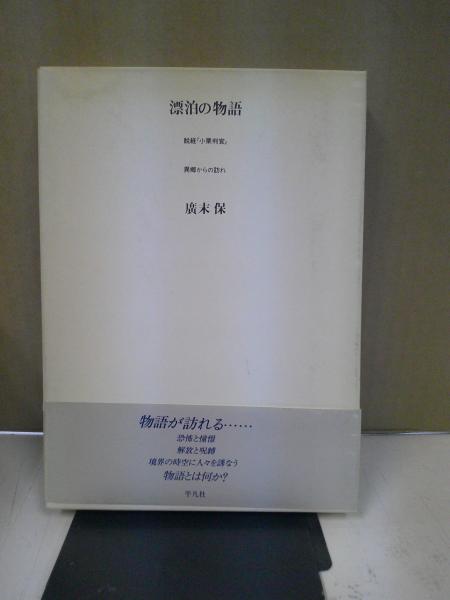 漂泊の物語
説経『小栗判官』
異郷からの訪れ
廣末 保
物語が訪れる……
恐怖と憧憬
解放と呪縛
境界の時空に人々を誘なう
物語とは何か?
平凡社